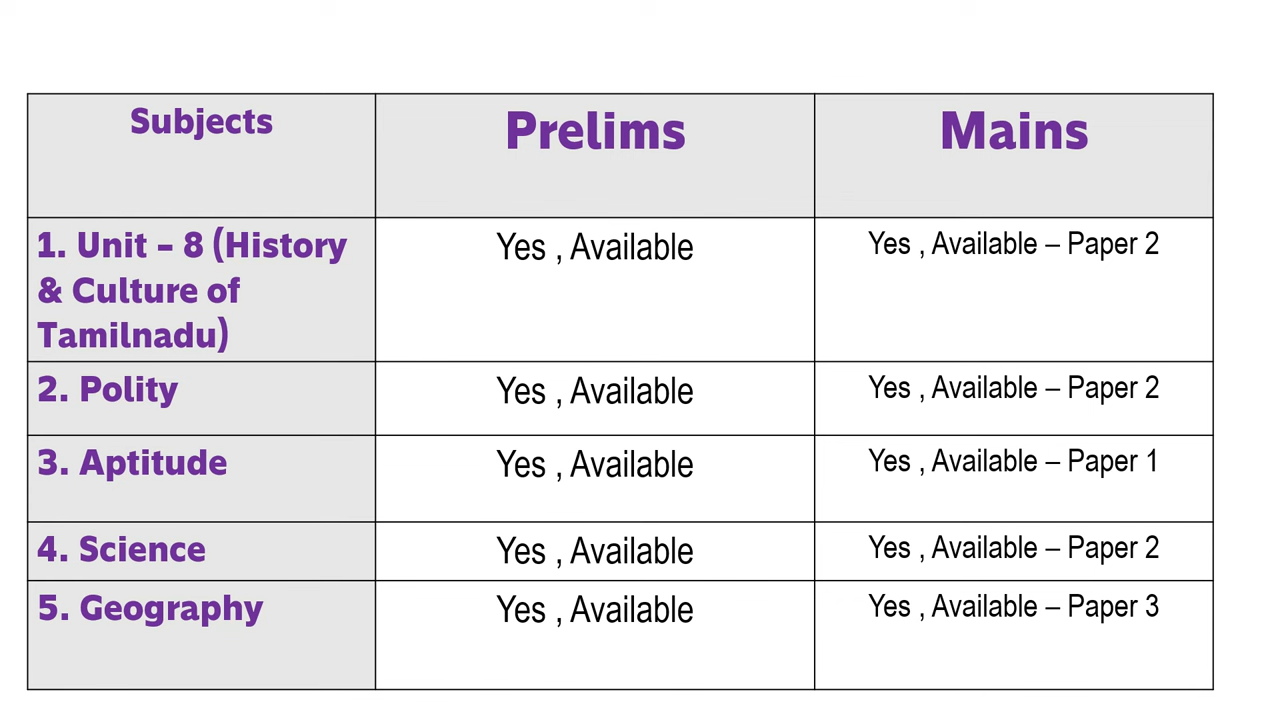 Subjects
Prelims
Mains
1. Unit – 8 (History
& Culture of
Tamilnadu)
Yes , Available
Yes , Available – Paper 2
2. Polity
Yes , Available
Yes , Available – Paper 2
3. Aptitude
Yes , Available
Yes , Available – Paper 1
4. Science
Yes , Available
Yes , Available – Paper 2
5. Geography
Yes , Available
Yes , Available – Paper 3